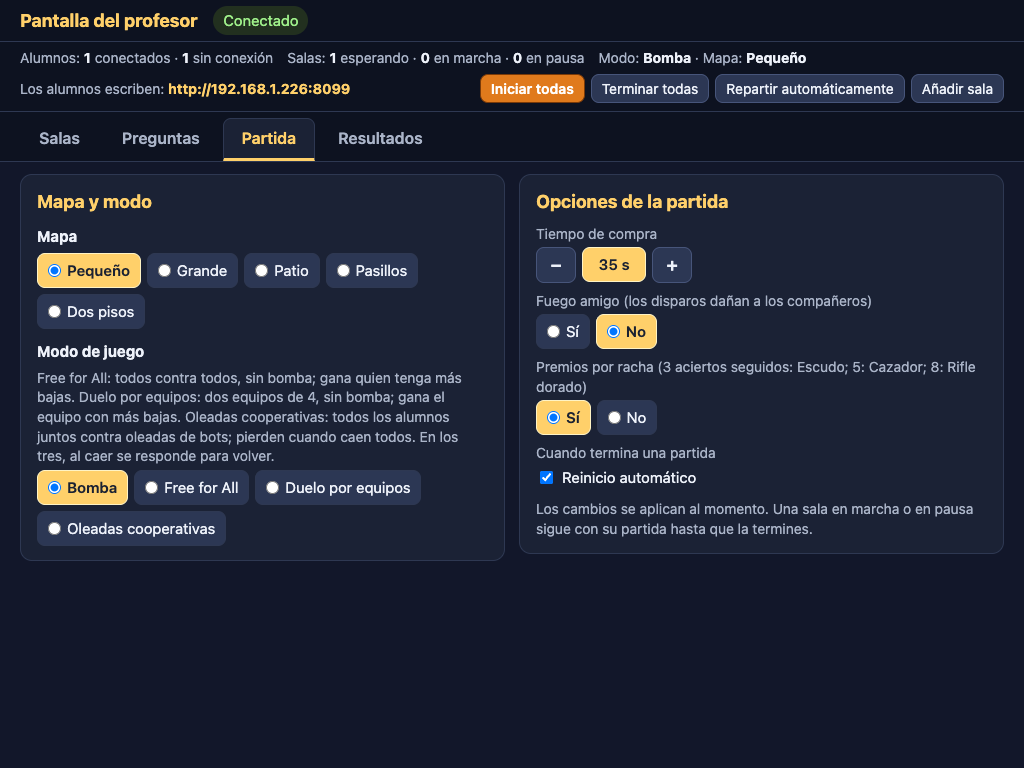 Pantalla del profesor Conectado
Alumnos: 1 conectados · 1 sin conexión Salas: 1 esperando · 0 en marcha · 0 en pausa Modo: Bomba · Mapa: Pequeño
Los alumnos escriben: http://192.168.1.226:8099 Iniciar todas Terminar todas Repartir automáticamente Añadir sala
Salas Preguntas Partida Resultados
Mapa y modo
Mapa
Pequeño Grande Patio Pasillos
Dos pisos
Modo de juego
Free for All: todos contra todos, sin bomba; gana quien tenga más
bajas. Duelo por equipos: dos equipos de 4, sin bomba; gana el
equipo con más bajas. Oleadas cooperativas: todos los alumnos
juntos contra oleadas de bots; pierden cuando caen todos. En los
tres, al caer se responde para volver.
Bomba Free for All Duelo por equipos
Oleadas cooperativas
Opciones de la partida
Tiempo de compra
− 35 s +
Fuego amigo (los disparos dañan a los compañeros)
Sí No
Premios por racha (3 aciertos seguidos: Escudo; 5: Cazador; 8: Rifle
dorado)
Sí No
Cuando termina una partida
Reinicio automático
Los cambios se aplican al momento. Una sala en marcha o en pausa
sigue con su partida hasta que la termines.